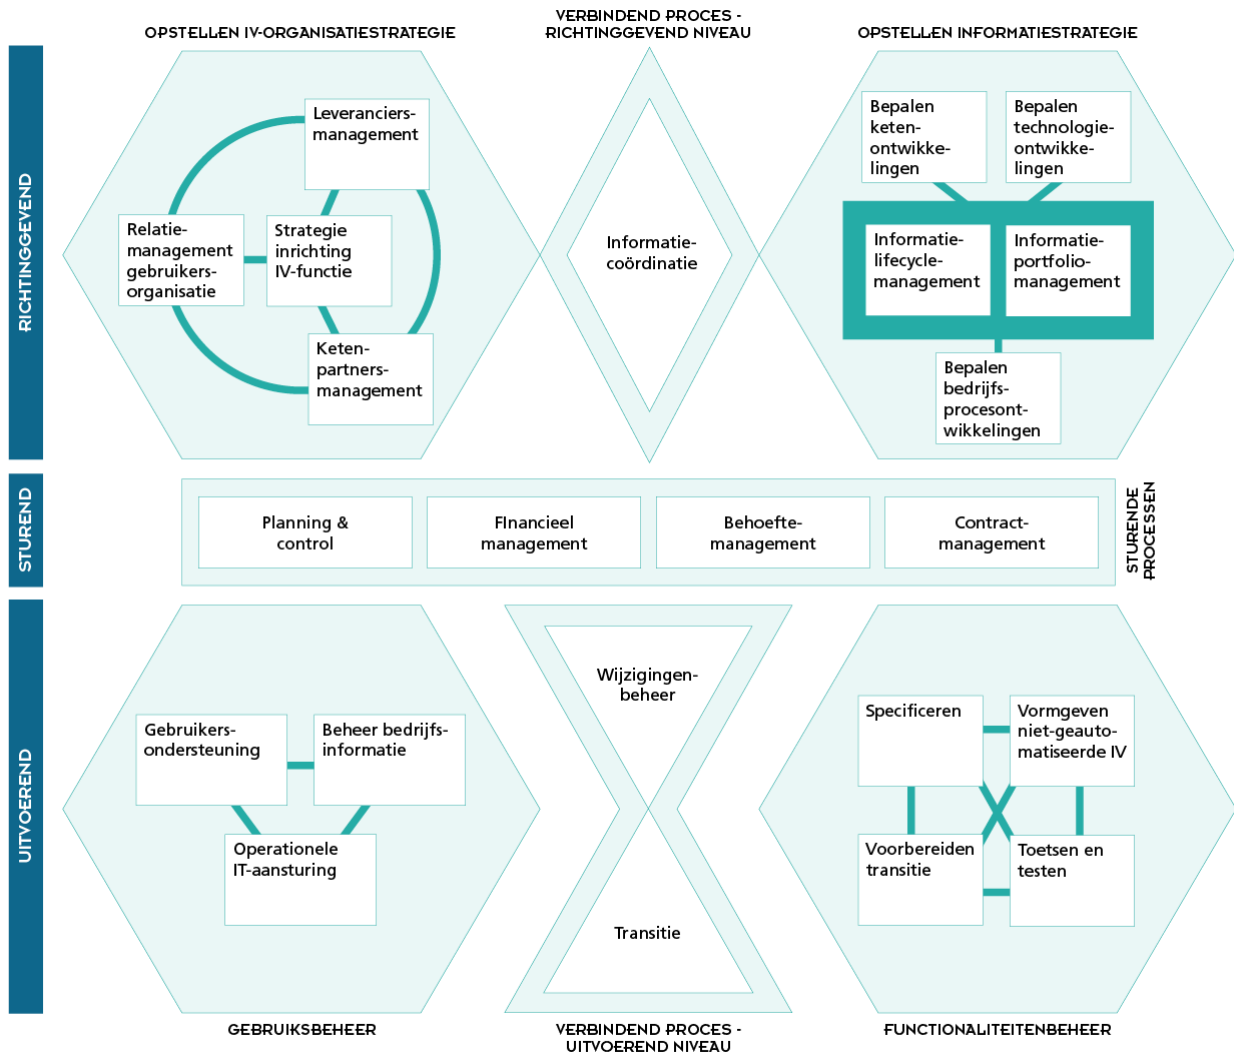 OPSTELLEN IV-ORGANISATIESTRATEGIE
VERBINDEND PROCES -
RICHTINGGEVEND NIVEAU
OPSTELLEN INFORMATIESTRATEGIE
RICHTINGGEVEND
Leveranciers-
management
Relatie-
management
gebruikers-
organisatie
Strategie
inrichting
IV-functie
Keten-
partners-
management
Informatie-
coördinatie
Bepalen
keten-
ontwikke-
lingen
Bepalen
technologie-
ontwikke-
lingen
Informatie-
lifecycle-
management
Informatie-
portfolio-
management
Bepalen
bedrijfs-
procesont-
wikkelingen
STUREND
Planning &
control
FInancieel
management
Behoefte-
management
Contract-
management
STURENDE
PROCESSEN
UITVOEREND
Gebruikers-
ondersteuning
Beheer bedrijfs-
informatie
Operationele
IT-aansturing
Wijzigingen-
beheer
Transitie
Specificeren
Vormgeven
niet-geauto-
matiseerde IV
Voorbereiden
transitie
Toetsen en
testen
GEBRUIKSBEHEER
VERBINDEND PROCES -
UITVOEREND NIVEAU
FUNCTIONALITEITENBEHEER